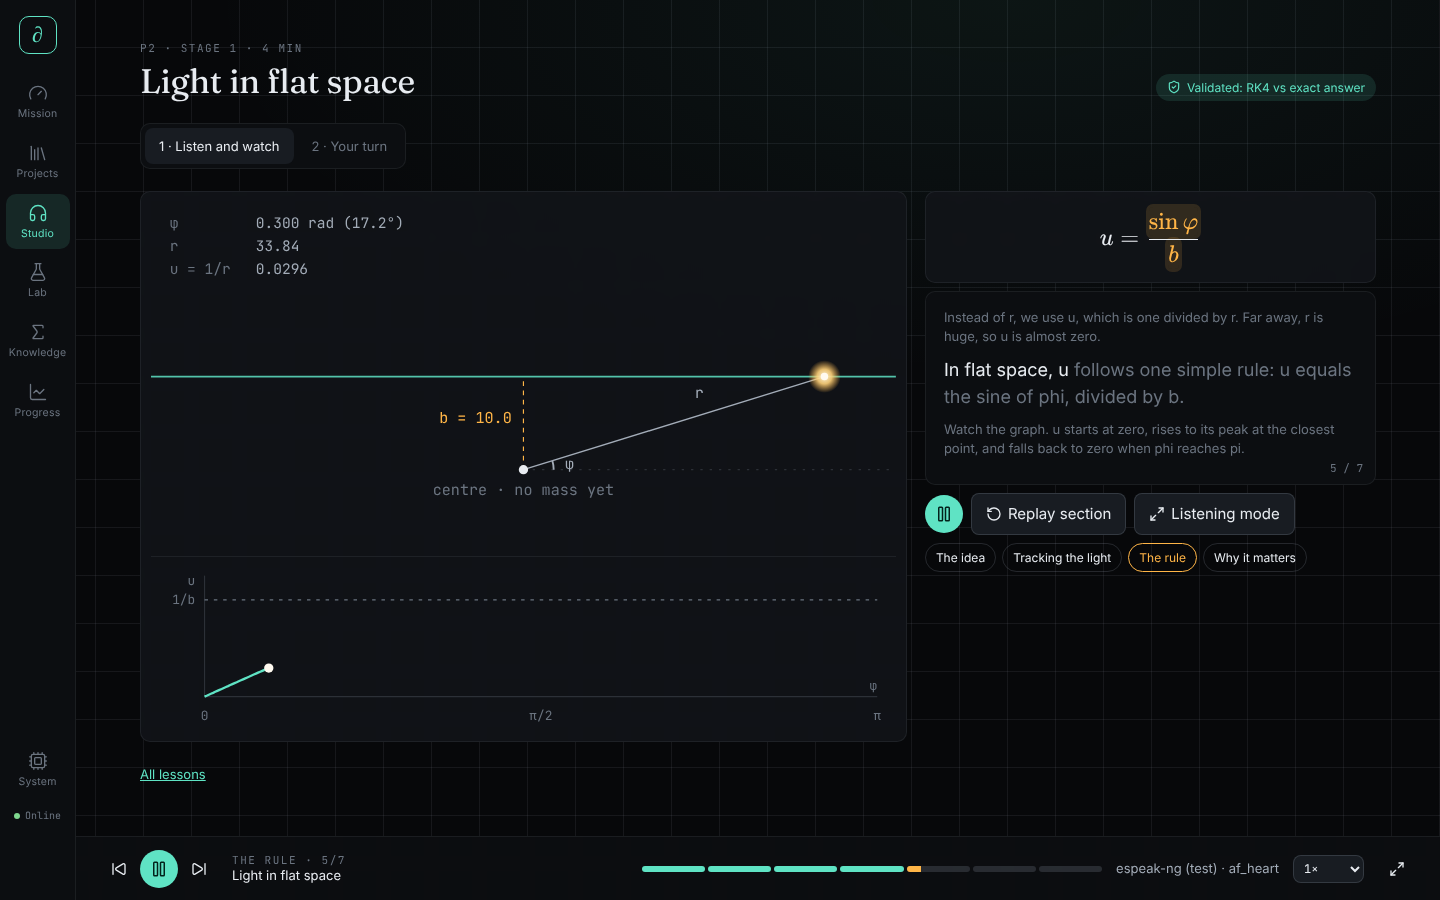 ∂
Mission
Projects
Studio
Lab
Knowledge
Progress
System
Online
P2 · STAGE 1 · 4 MIN
Light in flat space
Validated: RK4 vs exact answer
1 · Listen and watch
2 · Your turn
φ 0.300 rad (17.2°)
r 33.84
u = 1/r 0.0296
r
b = 10.0
φ
centre · no mass yet
u
1/b
φ
0 π/2 π
u = sin φ / b
Instead of r, we use u, which is one divided by r. Far away, r is
huge, so u is almost zero.
In flat space, u follows one simple rule: u equals
the sine of phi, divided by b.
Watch the graph. u starts at zero, rises to its peak at the closest
point, and falls back to zero when phi reaches pi.
5 / 7
Replay section
Listening mode
The idea
Tracking the light
The rule
Why it matters
All lessons
THE RULE · 5/7
Light in flat space
espeak-ng (test) · af_heart
1×